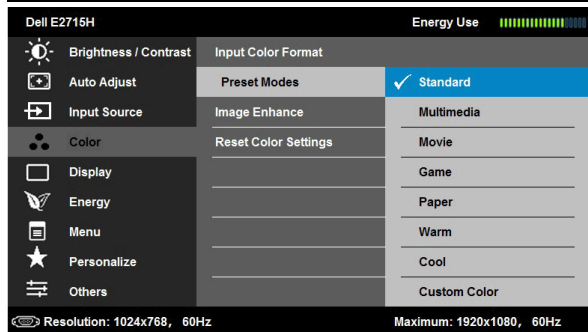 Dell E2715H
Energy Use
Brightness / Contrast
Input Color Format
Auto Adjust
Preset Modes
Standard
Input Source
Image Enhance
Multimedia
Color
Reset Color Settings
Movie
Display
Game
Energy
Paper
Menu
Warm
Personalize
Cool
Others
Custom Color
Resolution: 1024x768, 60Hz
Maximum: 1920x1080, 60Hz